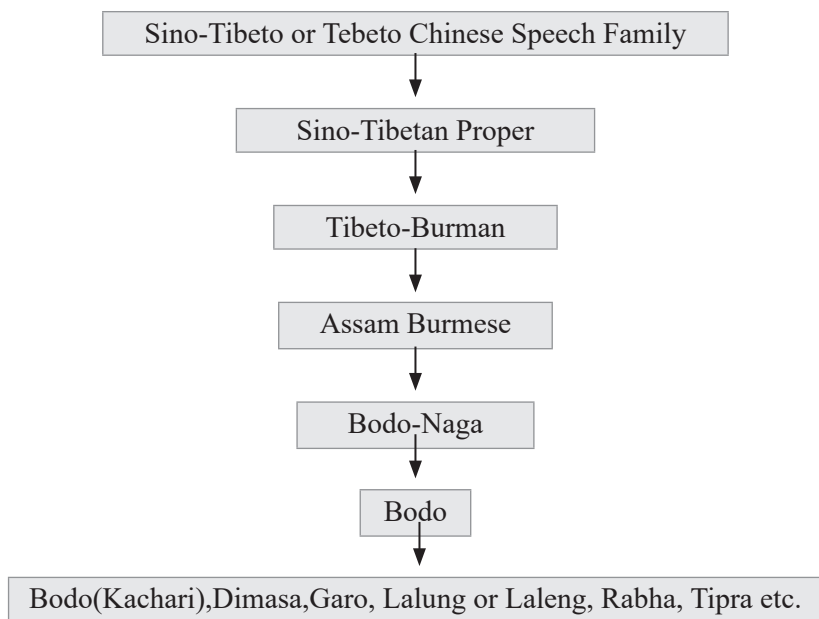 Sino-Tibeto or Tebeto Chinese Speech Family
Sino-Tibetan Proper
Tibeto-Burman
Assam Burmese
Bodo-Naga
Bodo
Bodo(Kachari),Dimasa,Garo, Lalung or Laleng, Rabha, Tipra etc.